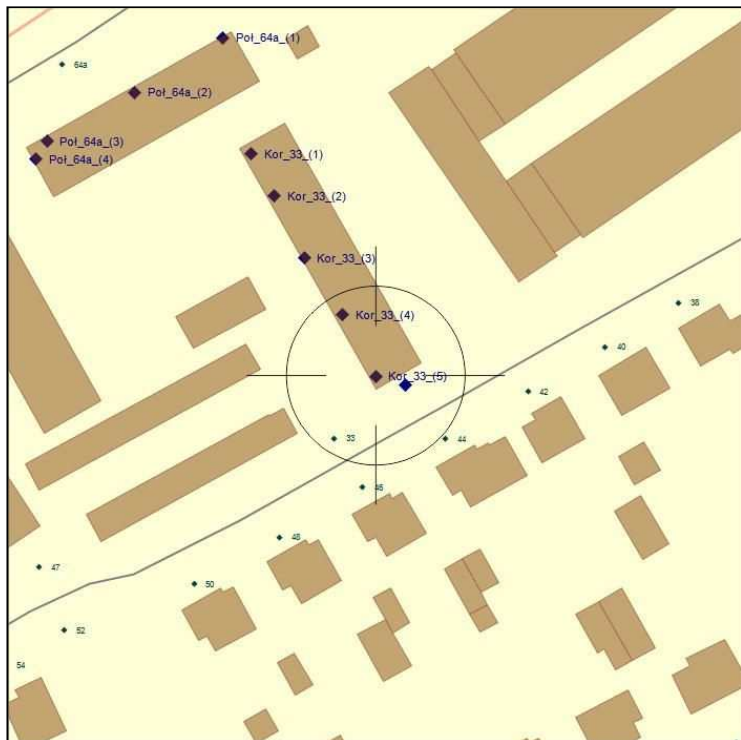 Poł_64a_(1)
64a
Poł_64a_(2)
Poł_64a_(3)
Poł_64a_(4)
Kor_33_(1)
Kor_33_(2)
Kor_33_(3)
38
Kor_33_(4)
40
Kor_33_(5)
42
33
44
46
48
47
50
52
54